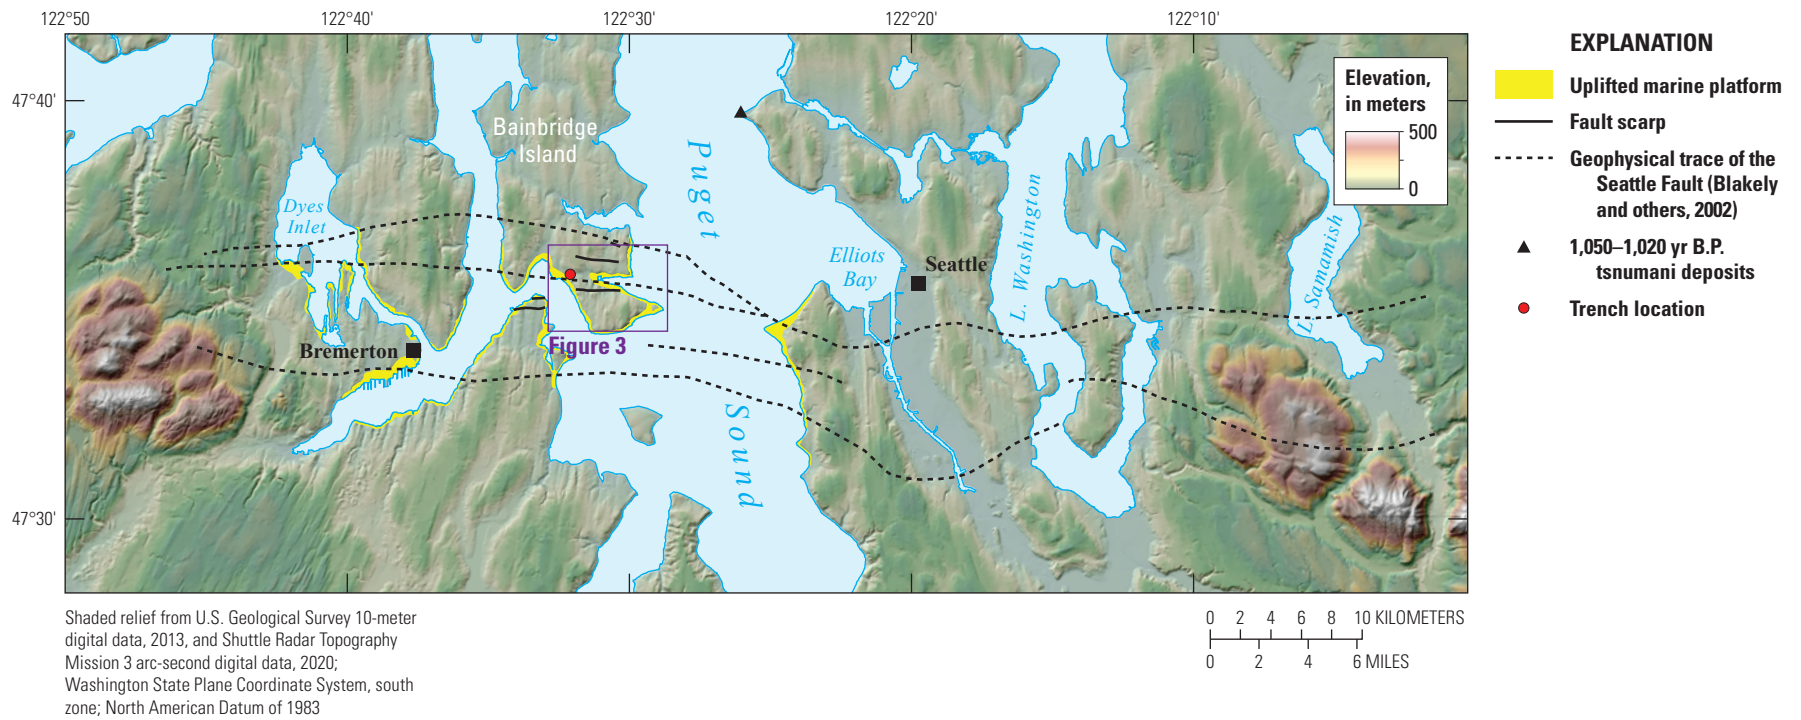 122°50
122°40'
122°30'
122°20'
122°10'
47°40'
47°30'
Bainbridge
Island
Puget
Sound
Dyes
Inlet
Elliots
Bay
Seattle
L. Washington
L. Samamish
Bremerton
Figure 3
Elevation,
in meters
500
0
EXPLANATION
Uplifted marine platform
Fault scarp
Geophysical trace of the
Seattle Fault (Blakely
and others, 2002)
1,050–1,020 yr B.P.
tsnumani deposits
Trench location
Shaded relief from U.S. Geological Survey 10-meter
digital data, 2013, and Shuttle Radar Topography
Mission 3 arc-second digital data, 2020;
Washington State Plane Coordinate System, south
zone; North American Datum of 1983
0 2 4 6 8 10 KILOMETERS
0 2 4 6 MILES